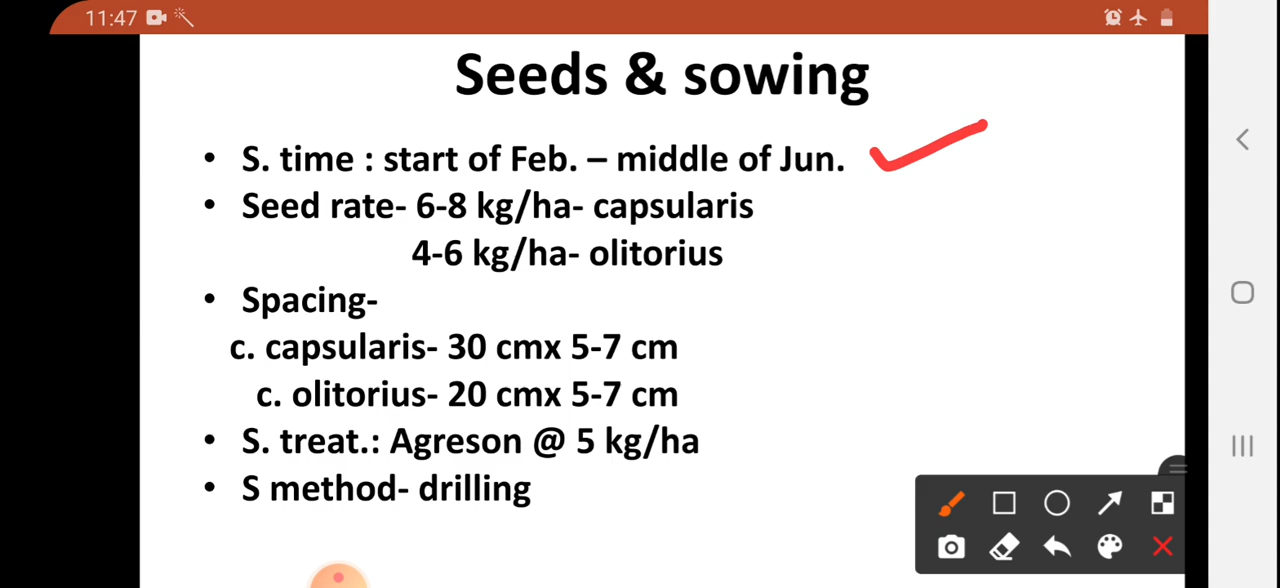 11:47
Seeds & sowing
• S. time : start of Feb. – middle of Jun.
• Seed rate- 6-8 kg/ha- capsularis
4-6 kg/ha- olitorius
• Spacing-
c. capsularis- 30 cmx 5-7 cm
c. olitorius- 20 cmx 5-7 cm
• S. treat.: Agreson @ 5 kg/ha
• S method- drilling